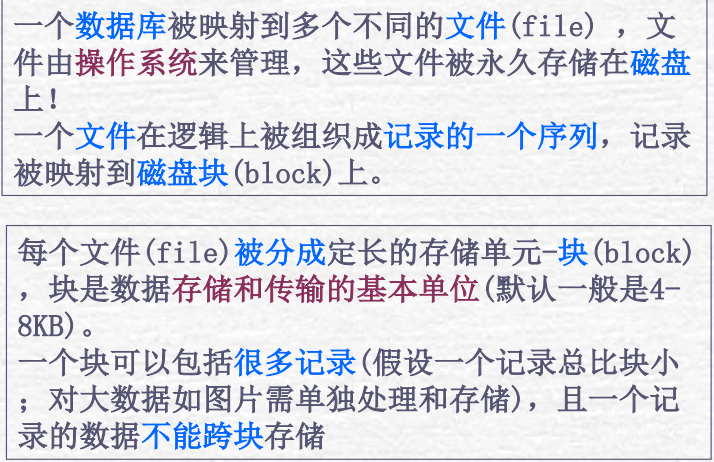 一个数据库被映射到多个不同的文件(file) ，文
件由操作系统来管理，这些文件被永久存储在磁盘
上!
一个文件在逻辑上被组织成记录的一个序列，记录
被映射到磁盘块(block)上。
每个文件(file)被分成定长的存储单元-块(block)
，块是数据存储和传输的基本单位(默认一般是4-
8KB)。
一个块可以包括很多记录(假设一个记录总比块小
；对大数据如图片需单独处理和存储)，且一个记
录的数据不能跨块存储